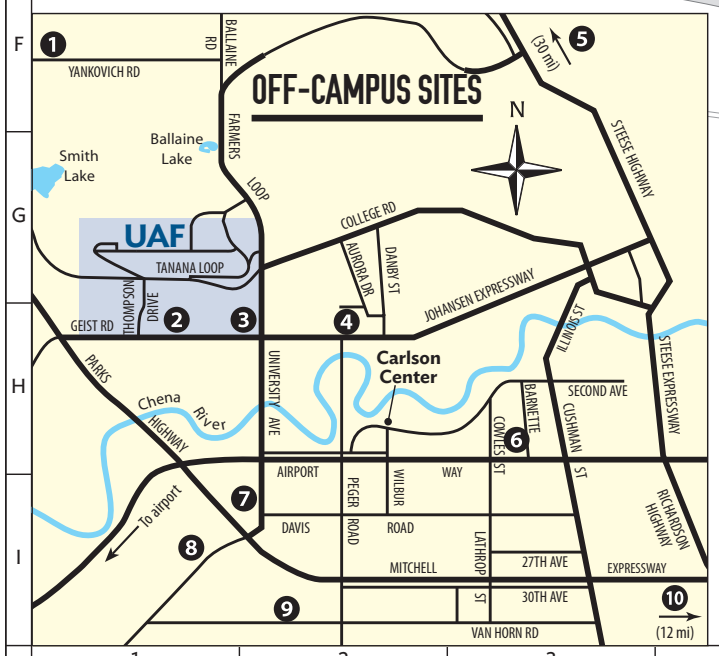 F
1
BALLAINE
RD
YANKOVICH RD
5
(30 mi)
OFF-CAMPUS SITES
N
STEESE HIGHWAY
FARMERS
LOOP
Ballaine
Lake
Smith
Lake
G
UAF
TANANA LOOP
COLLEGE RD
AURORA DR
DANBY ST
JOHANSEN EXPRESSWAY
THOMPSON
DRIVE
2
3
4
GEIST RD
ILLINOIS ST
H
PARKS
HIGHWAY
Chena
River
UNIVERSITY
AVE
Carlson
Center
SECOND AVE
BARNETTE
COWLES ST
6
CUSHMAN
ST
STEESE EXPRESSWAY
AIRPORT
WAY
7
PEGER
ROAD
WILBUR
To airport
RICHARDSON
HIGHWAY
DAVIS
ROAD
I
8
LATHROP
ST
27TH AVE
MITCHELL
EXPRESSWAY
30TH AVE
9
10
(12 mi)
VAN HORN RD